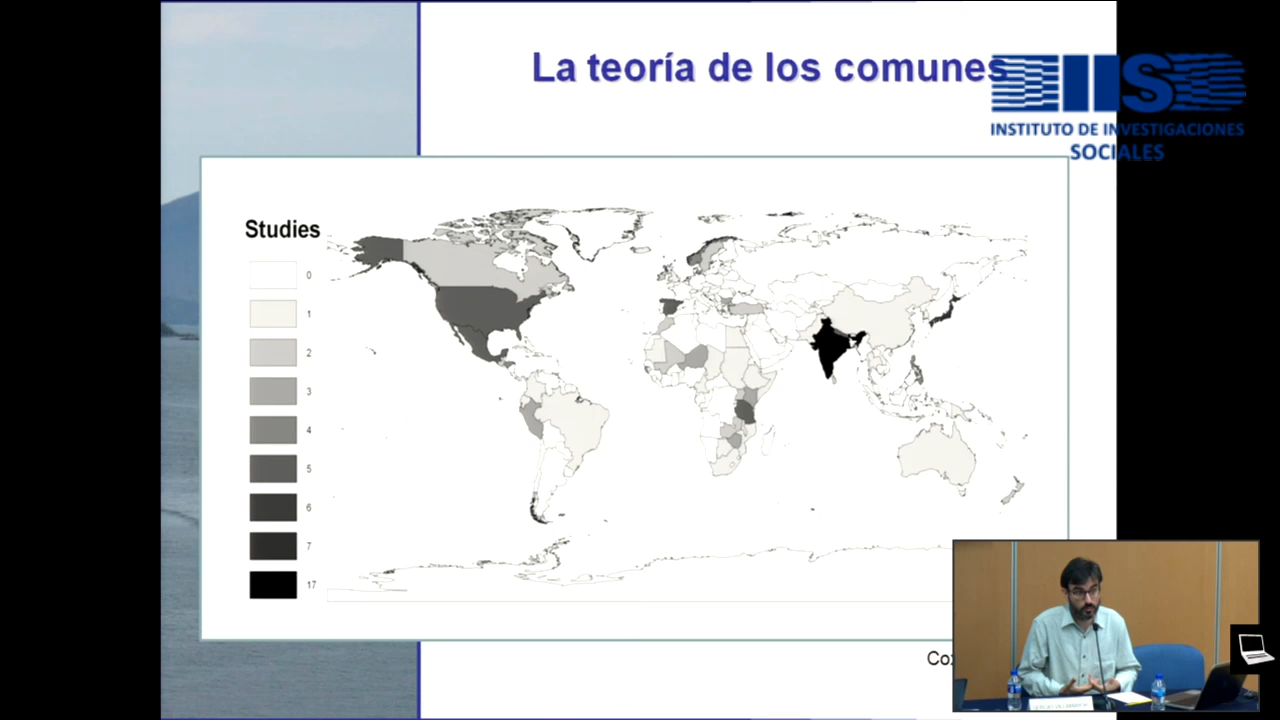 La teoría de los comunes
INSTITUTO DE INVESTIGACIONES
SOCIALES
Studies
0
1
2
3
4
5
6
7
17